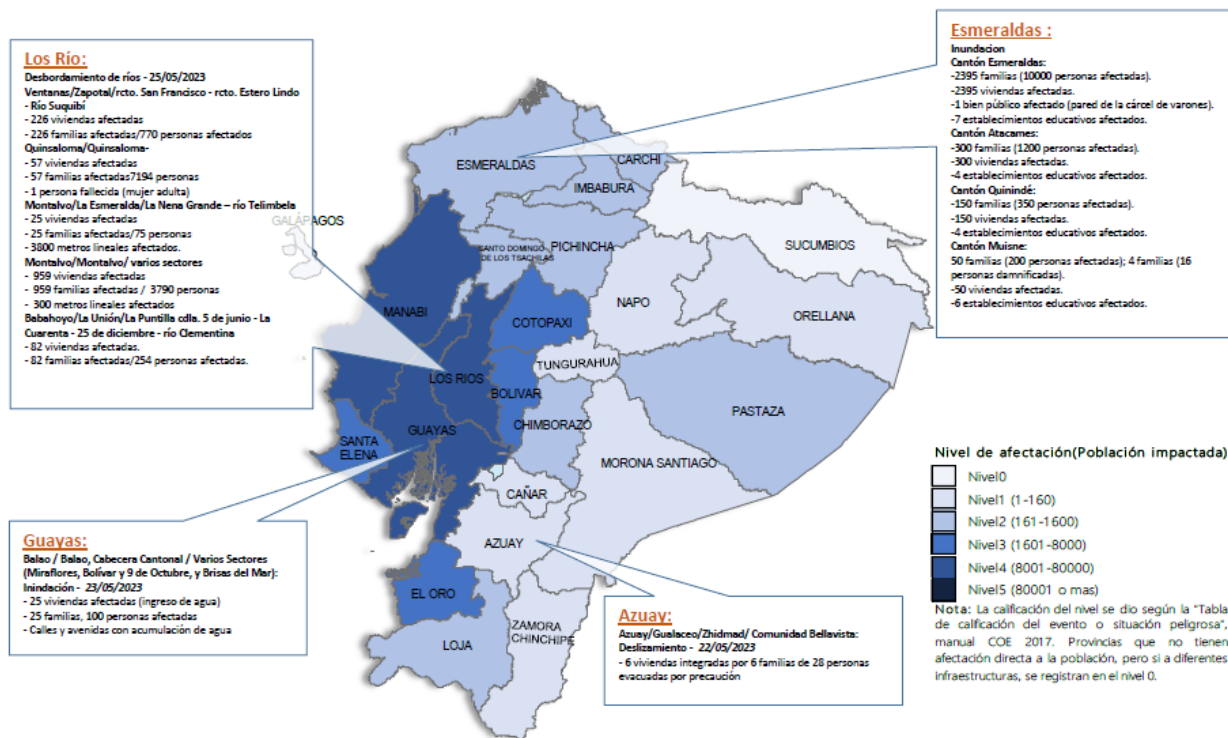 Los Río:
Desbordamiento de ríos - 25/05/2023
Ventanas/Zapotal/rcto. San Francisco - rcto. Estero Lindo
- Río Suquibí
- 226 viviendas afectadas
- 226 familias afectadas/770 personas afectados
Quinsaloma/Quinsaloma-
- 57 viviendas afectadas
- 57 familias afectadas7194 personas
- 1 persona fallecida (mujer adulta)
Montalvo/La Esmeralda/La Nena Grande – río Telimbela
- 25 viviendas afectadas
- 25 familias afectadas/75 personas
- 3800 metros lineales afectados.
Montalvo/Montalvo/ varios sectores
- 959 viviendas afectadas
- 959 familias afectadas / 3790 personas
- 300 metros lineales afectados
Babahoyo/La Unión/La Puntilla cdla. 5 de junio - La
Cuarenta - 25 de diciembre - río Clementina
- 82 viviendas afectadas.
- 82 familias afectadas/254 personas afectadas.
Esmeraldas :
Inundacion
Cantón Esmeraldas:
-2395 familias (10000 personas afectadas).
-2395 viviendas afectadas.
-1 bien público afectado (pared de la cárcel de varones).
-7 establecimientos educativos afectados.
Cantón Atacames:
-300 familias (1200 personas afectadas).
-300 viviendas afectadas.
-4 establecimientos educativos afectados.
Cantón Quinindé:
-150 familias (350 personas afectadas).
-150 viviendas afectadas.
-4 establecimientos educativos afectados.
Cantón Muisne:
50 familias (200 personas afectadas); 4 familias (16
personas damnificadas).
-50 viviendas afectadas.
-6 establecimientos educativos afectados.
ESMERALDAS
CARCHI
IMBABURA
GALÁPAGOS
SANTO DOMINGO
DE LOS TSACHILAS
PICHINCHA
SUCUMBIOS
NAPO
ORELLANA
MANABI
COTOPAXI
TUNGURAHUA
LOS RIOS
BOLIVAR
PASTAZA
CHIMBORAZO
GUAYAS
SANTA
ELENA
MORONA SANTIAGO
CAÑAR
AZUAY
EL ORO
ZAMORA
CHINCHIPE
LOJA
Guayas:
Balao / Balao, Cabecera Cantonal / Varios Sectores
(Miraflores, Bolívar y 9 de Octubre, y Brisas del Mar):
Inindación - 23/05/2023
- 25 viviendas afectadas (ingreso de agua)
- 25 familias, 100 personas afectadas
- Calles y avenidas con acumulación de agua
Azuay:
Azuay/Gualaceo/Zhidmad/ Comunidad Bellavista:
Deslizamiento - 22/05/2023
- 6 viviendas integradas por 6 familias de 28 personas
evacuadas por precaución
Nivel de afectación(Población impactada)
Nivel0
Nivel1 (1-160)
Nivel2 (161-1600)
Nivel3 (1601-8000)
Nivel4 (8001-80000)
Nivel5 (80001 o mas)
Nota: La calificación del nivel se dio según la "Tabla
de calificación del evento o situación peligrosa",
manual COE 2017. Provincias que no tienen
afectación directa a la población, pero si a diferentes
infraestructuras, se registran en el nivel 0.